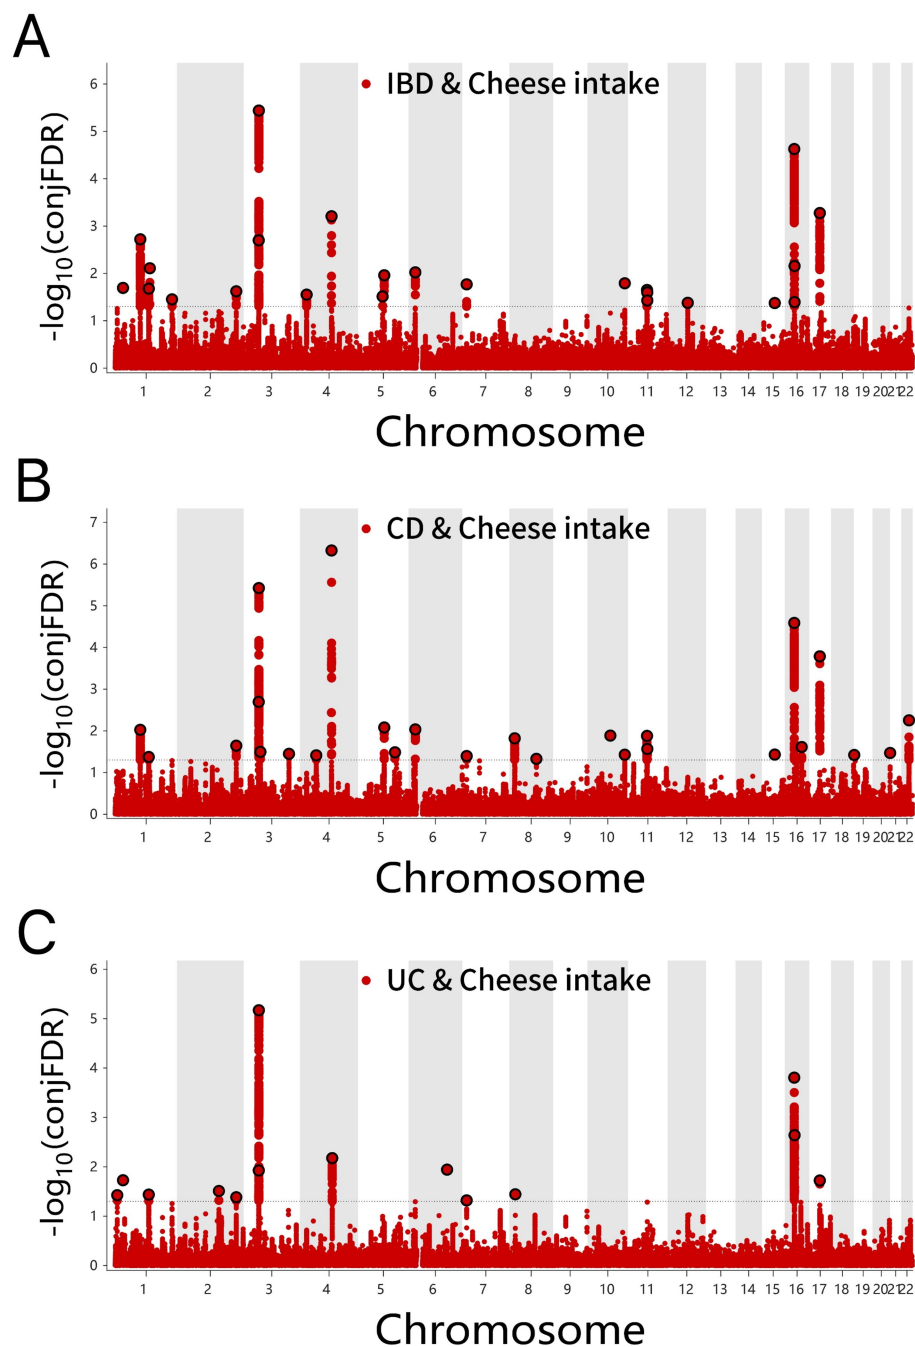 A
IBD & Cheese intake
-log10(conjFDR)
6
5
4
3
2
1
0
1 2 3 4 5 6 7 8 9 10 11 12 13 14 15 16 17 18 19 20 21 22
Chromosome
B
CD & Cheese intake
-log10(conjFDR)
7
6
5
4
3
2
1
0
1 2 3 4 5 6 7 8 9 10 11 12 13 14 15 16 17 18 19 20 21 22
Chromosome
C
UC & Cheese intake
-log10(conjFDR)
6
5
4
3
2
1
0
1 2 3 4 5 6 7 8 9 10 11 12 13 14 15 16 17 18 19 20 21 22
Chromosome